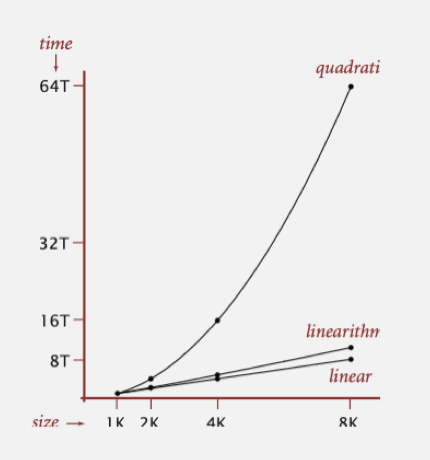 time
quadrati
64T
32T
16T
linearithn
8T
linear
size 1K 2K 4K 8K